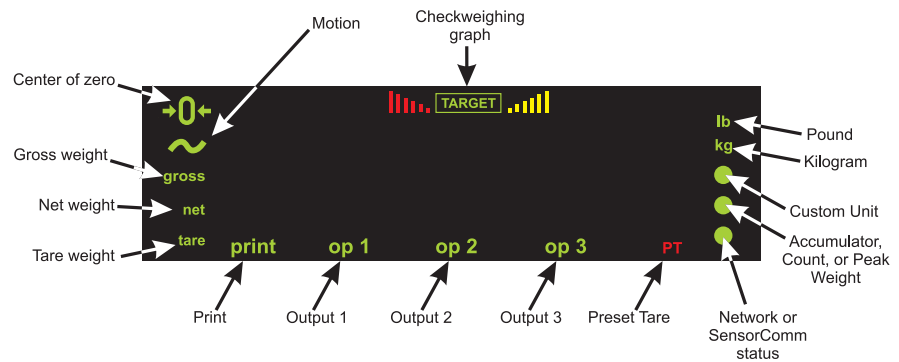 Checkweighing
graph
Motion
Center of zero
TARGET
→0←
lb
Pound
kg
Kilogram
Gross weight
gross
Net weight
net
Custom Unit
Tare weight
tare
print
op 1
op 2
op 3
PT
Accumulator,
Count, or Peak
Weight
Print
Output 1
Output 2
Output 3
Preset Tare
Network or
SensorComm
status